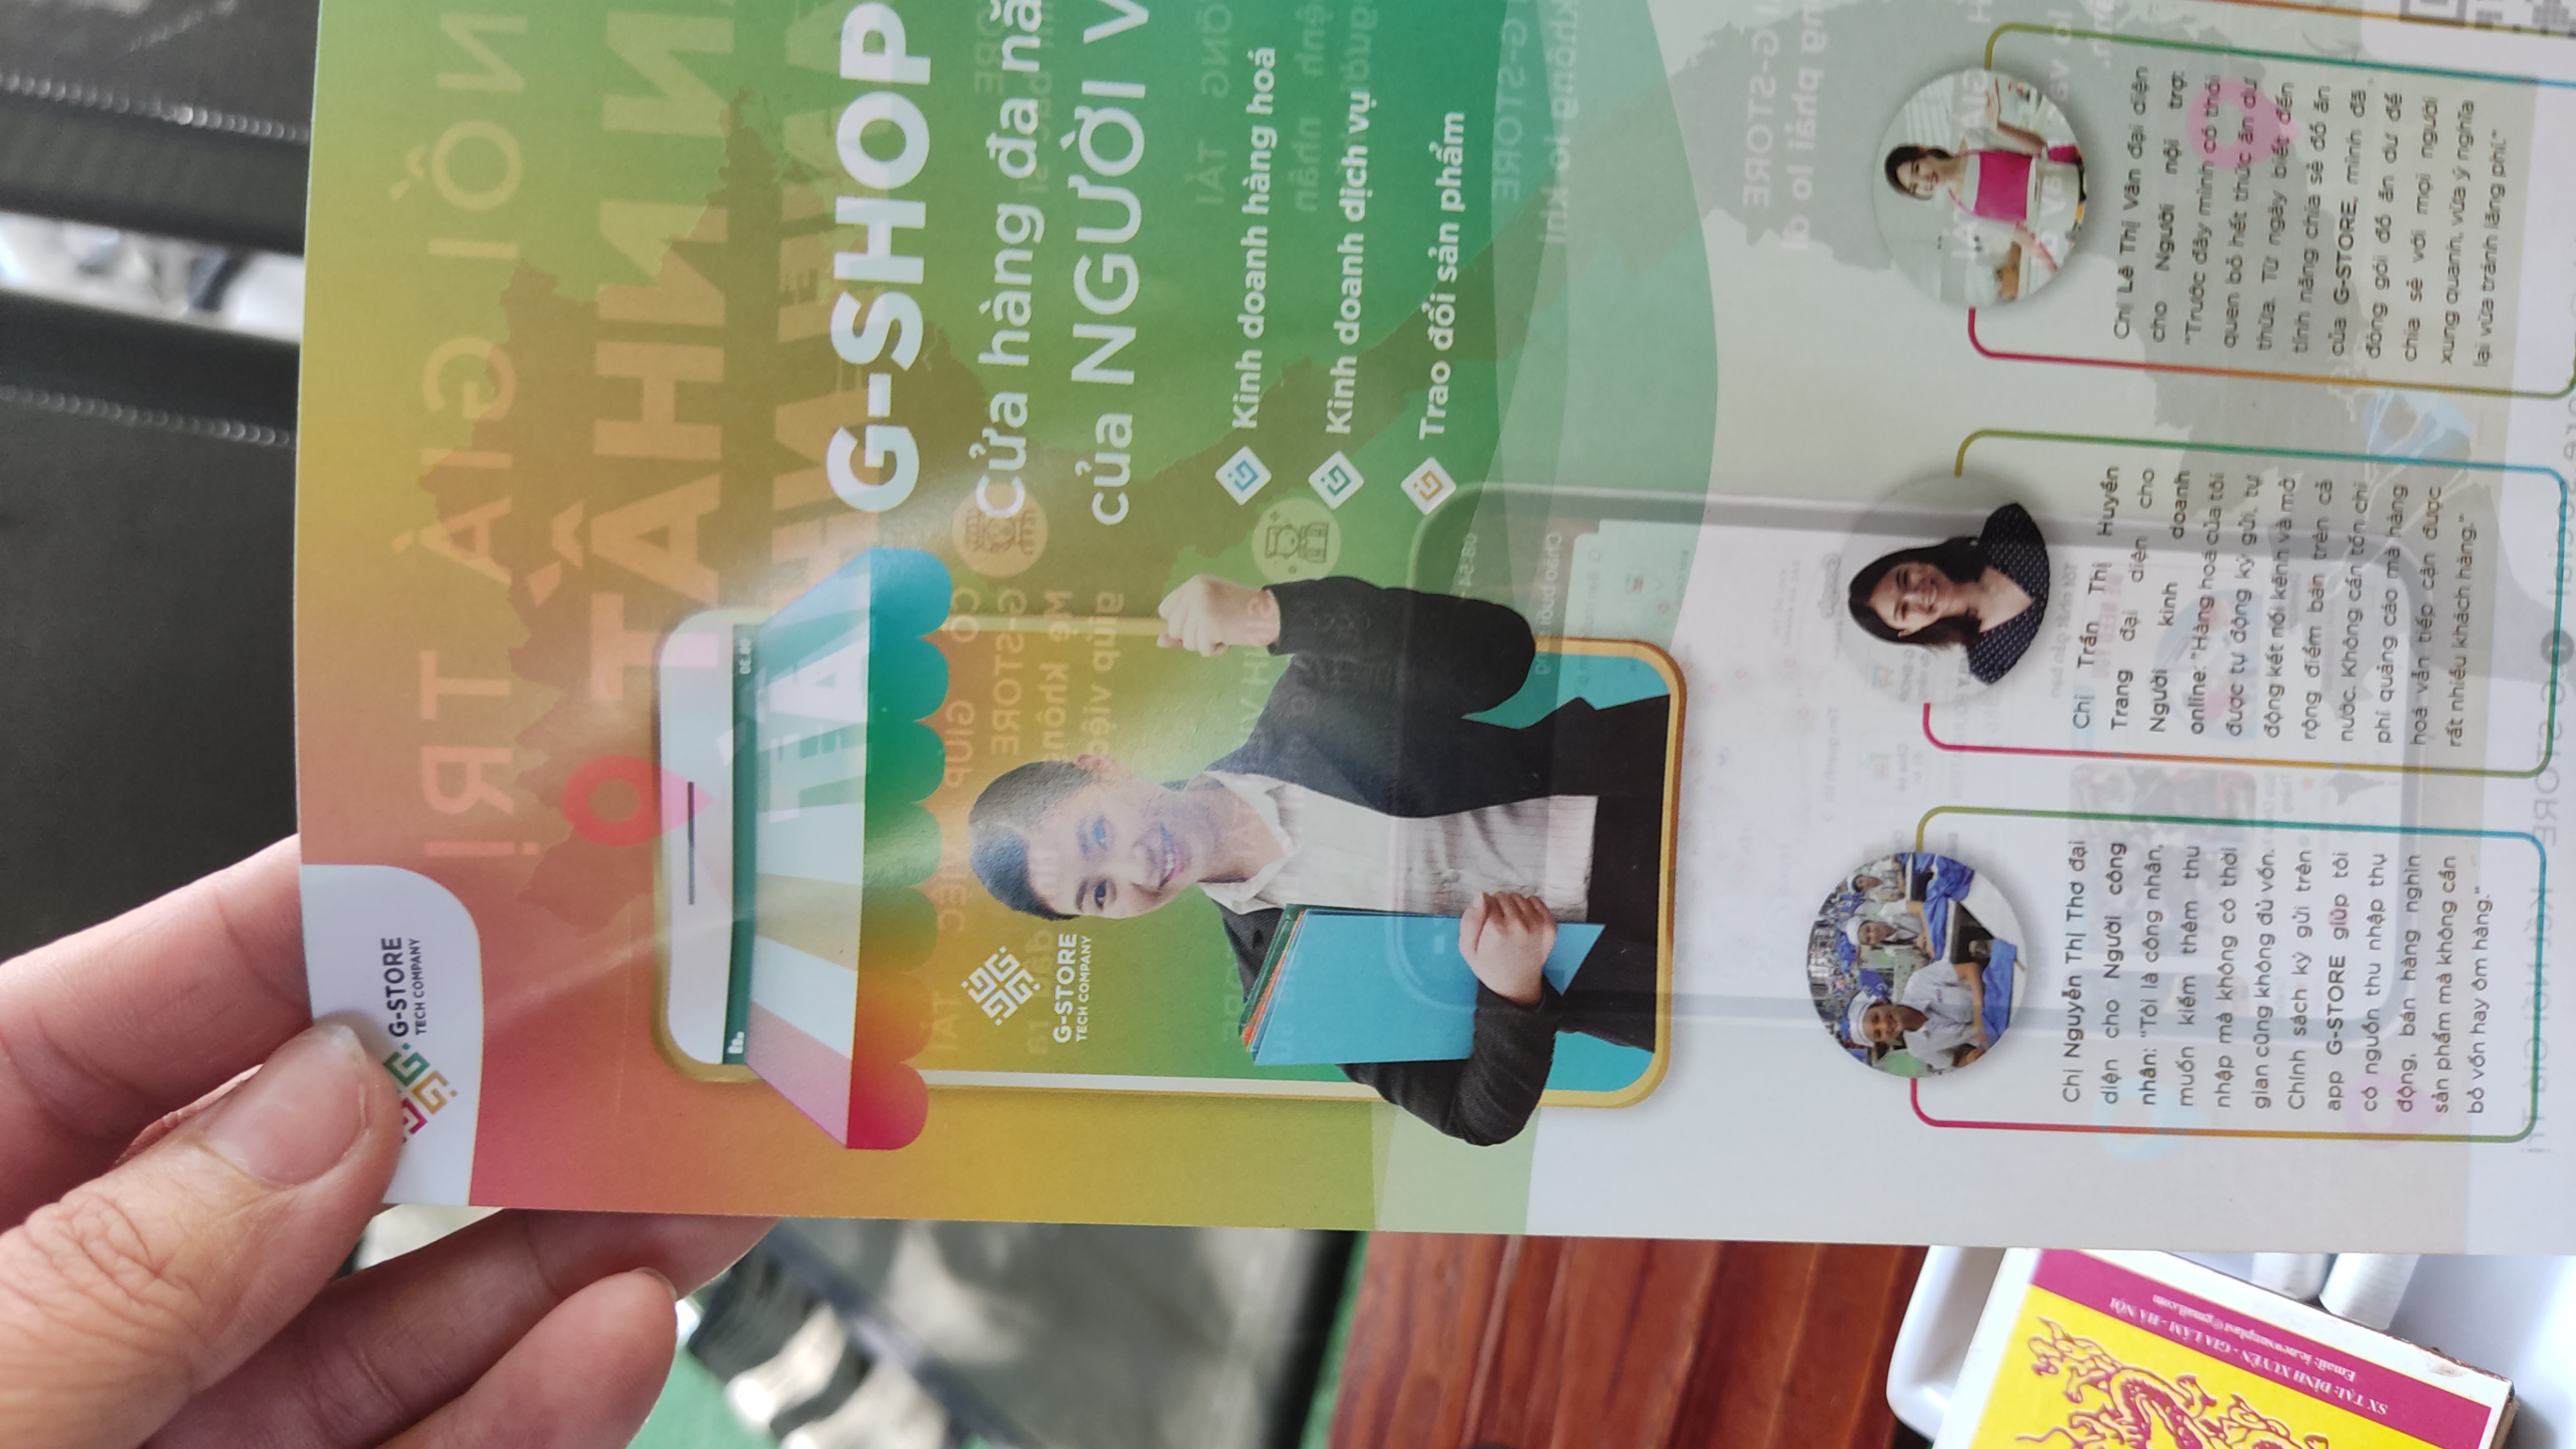 G-STORE
TECH COMPANY
G-SHOP
Cửa hàng đa nă
của NGƯỜI V
G-STORE
TECH COMPANY
Kinh doanh hàng hoá
Kinh doanh dịch vụ
Trao đổi sản phẩm
Chị Nguyễn Thị Thơ đại
diện cho Người công
nhân: "Tôi là công nhân,
muốn kiếm thêm thu
nhập mà không có thời
gian cũng không đủ vốn.
Chính sách ký gửi trên
app G-STORE giúp tôi
có nguồn thu nhập thụ
động, bán hàng nghìn
sản phẩm mà không cần
bỏ vốn hay ôm hàng."
Chị Trần Thị Huyền
Trang đại diện cho
Người kinh doanh
online: "Hàng hoá của tôi
được tự động ký gửi, tự
động kết nối kênh và mở
rộng điểm bán trên cả
nước. Không cần tốn chi
phí quảng cáo mà hàng
hoá vẫn tiếp cận được
rất nhiều khách hàng."
Chị Lê Thị Vân đại diện
cho Người nội trợ:
"Trước đây mình có thói
quen bỏ hết thức ăn dư
thừa. Từ ngày biết đến
tính năng chia sẻ đồ ăn
của G-STORE, mình đã
đóng gói đồ ăn dư để
chia sẻ với mọi người
xung quanh, vừa ý nghĩa
lại vừa tránh lãng phí."
SX TẠI: ĐÌNH XUYÊN - GIA LÂM - HÀ NỘI